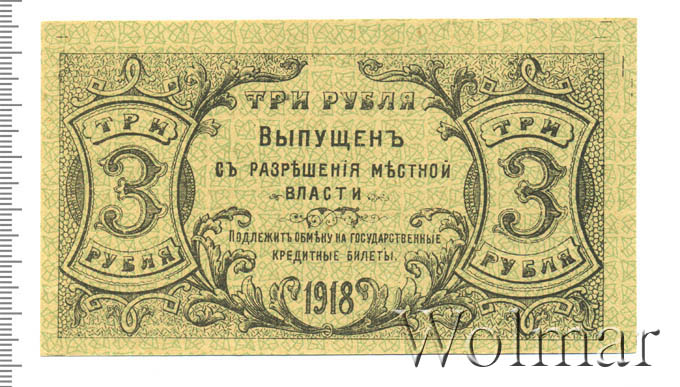 ТРИ РУБЛЯ
ВЫПУЩЕНЪ
СЪ РАЗРѢШЕНІЯ МѢСТНОЙ
ВЛАСТИ
ПОДЛЕЖИТЪ ОБМѢНУ НА ГОСУДАРСТВЕННЫЕ
КРЕДИТНЫЕ БИЛЕТЫ.
1918
ТРИ
3
РУБЛЯ
ТРИ
3
РУБЛЯ
Wolmar